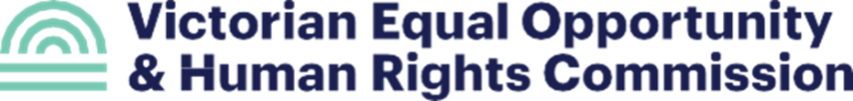 Victorian Equal Opportunity
& Human Rights Commission